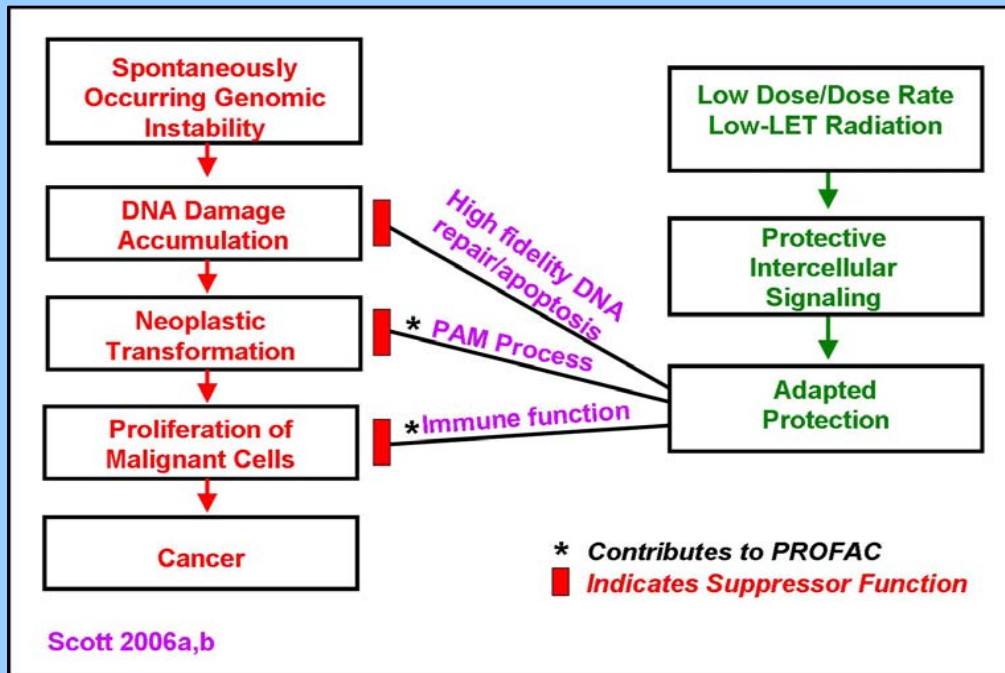 Spontaneously
Occurring Genomic
Instability
DNA Damage
Accumulation
Neoplastic
Transformation
Proliferation of
Malignant Cells
Cancer
High fidelity DNA
repair/apoptosis
* PAM Process
*Immune function
Low Dose/Dose Rate
Low-LET Radiation
Protective
Intercellular
Signaling
Adapted
Protection
* Contributes to PROFAC
Indicates Suppressor Function
Scott 2006a,b